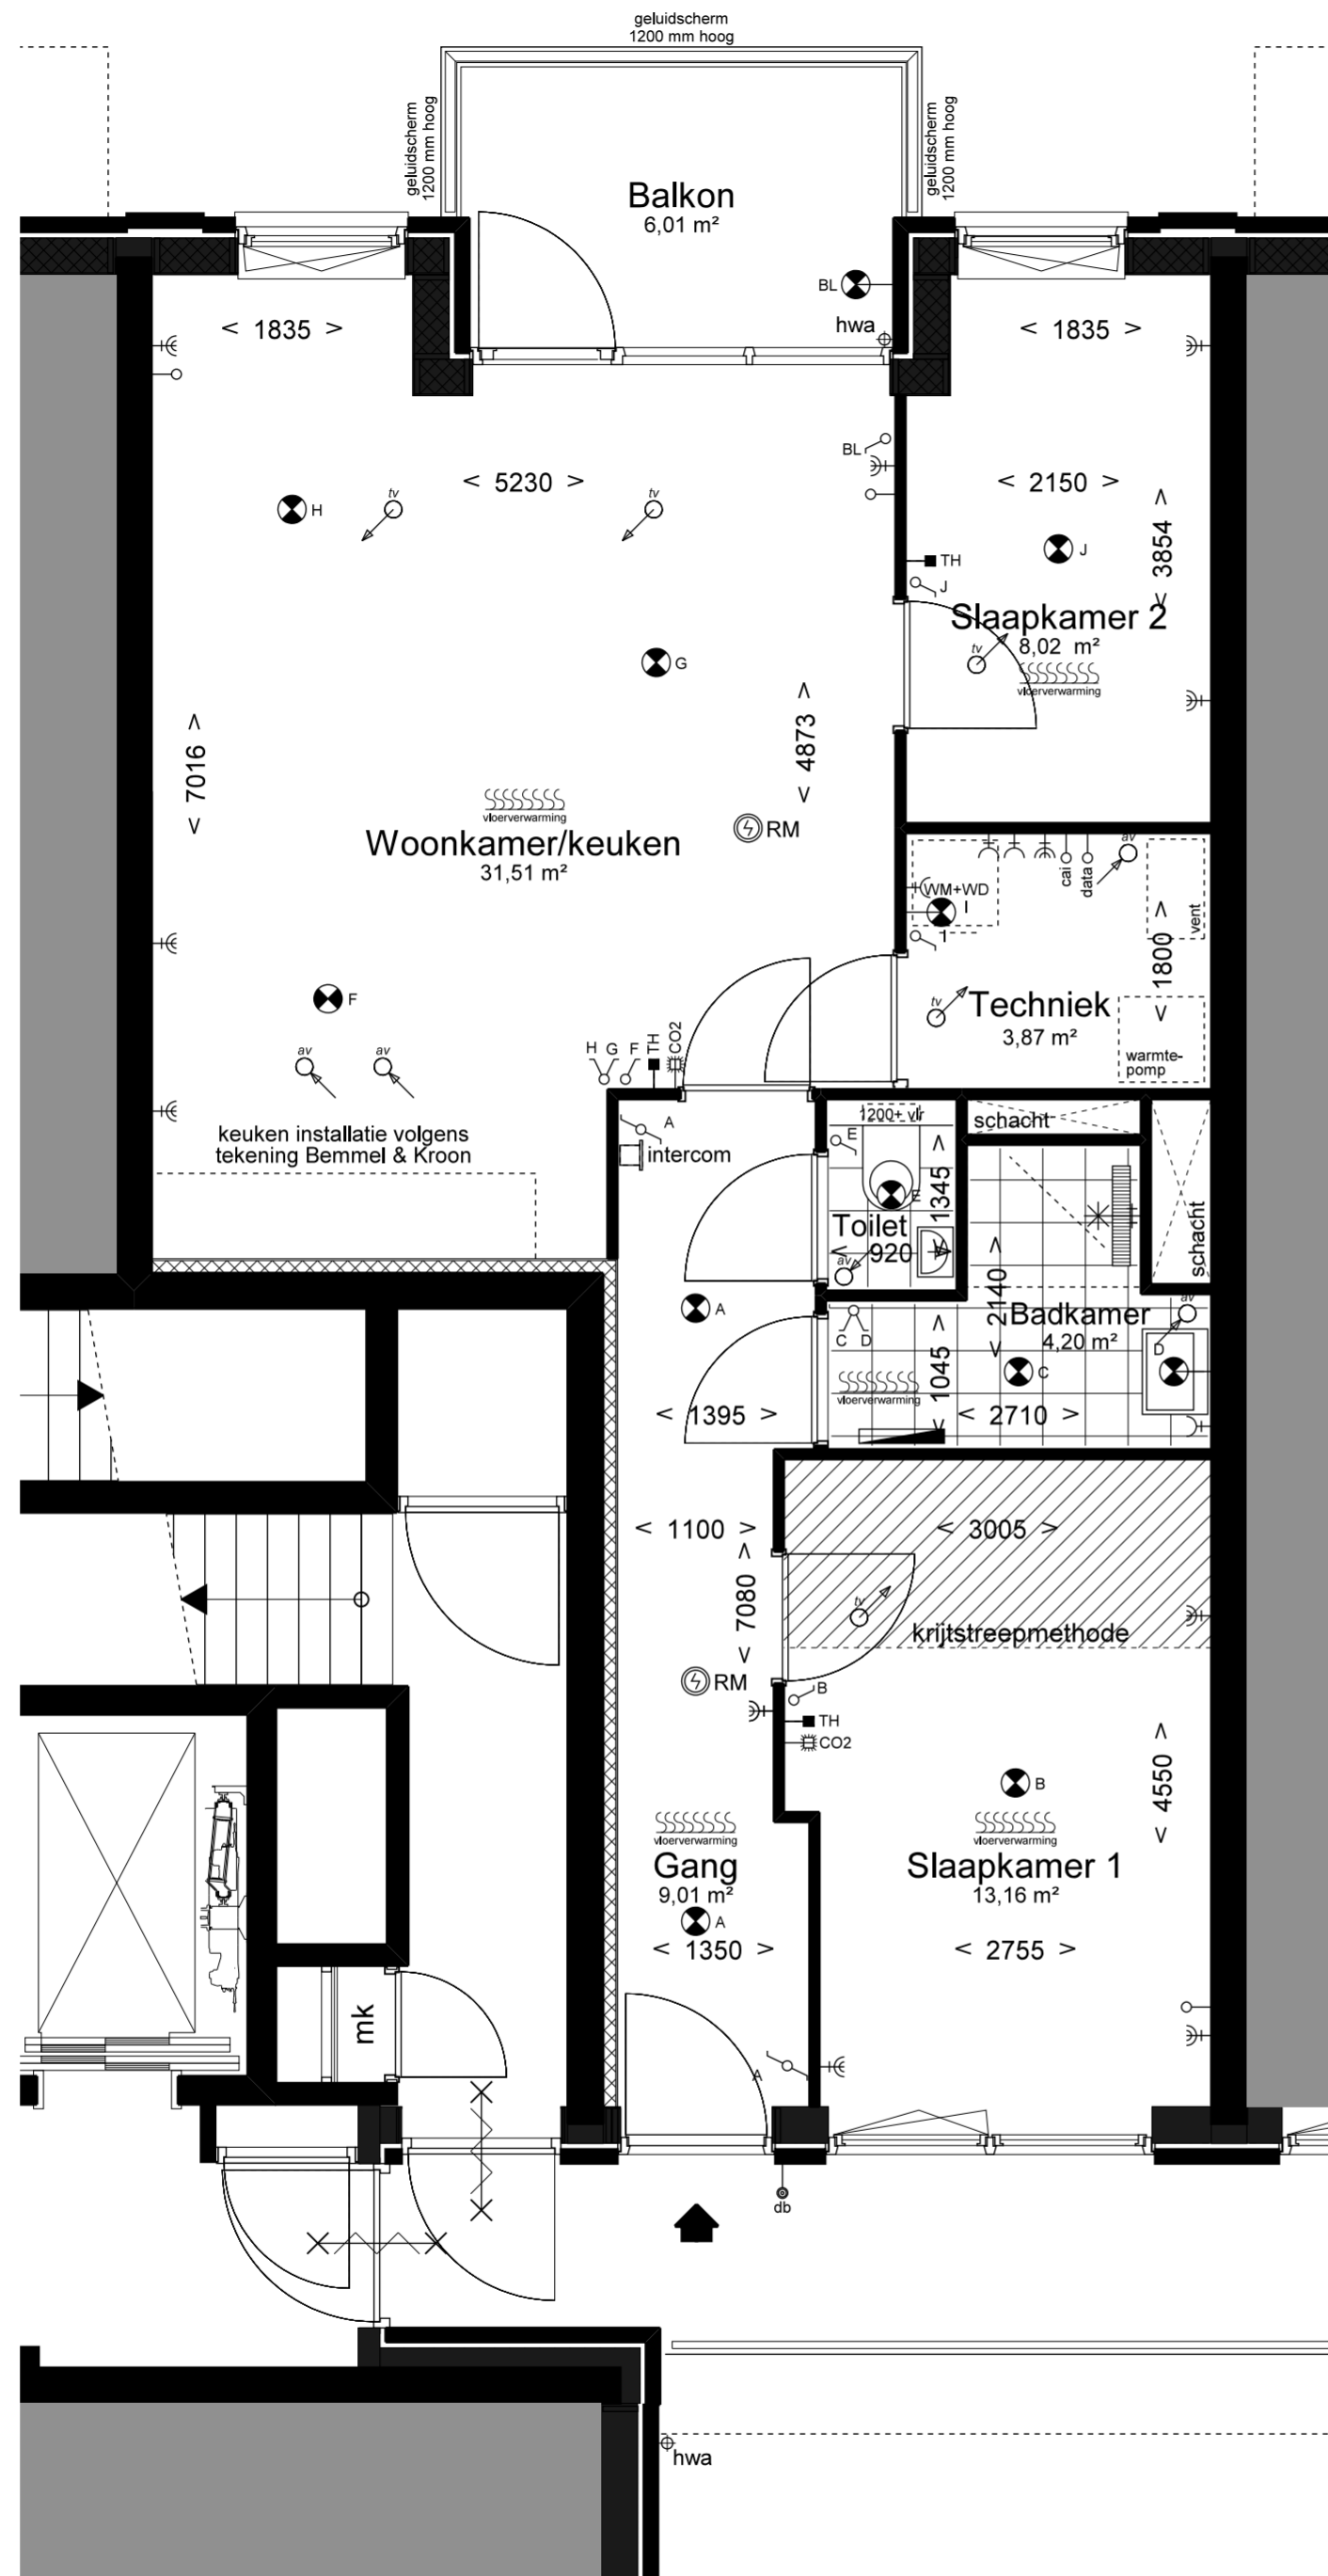 geluidscherm
1200 mm hoog
geluidscherm
1200 mm hoog
geluidscherm
1200 mm hoog
Balkon
6,01 m²
BL
hwa
< 1835 >
< 1835 >
BL
< 5230 >
< 2150 >
tv
tv
H
J
< 3854 >
TH
J
Slaapkamer 2
8,02 m²
tv
vloerverwarming
G
< 7016 >
< 4873 >
vloerverwarming
RM
Woonkamer/keuken
31,51 m²
WM+WD
I
I
cai
data
av
vent
< 1800 >
F
tv
Techniek
3,87 m²
warmte-
pomp
av
av
H G F
TH
CO2
keuken installatie volgens
tekening Bemmel & Kroon
A
intercom
1200+ vlr
E
E
< 1345 >
Toilet
< 920 >
av
schacht
schacht
A
C D
< 1045 >
< 2140 >
Badkamer
4,20 m²
av
D
C
vloerverwarming
< 1395 >
< 2710 >
< 1100 >
< 3005 >
< 7080 >
tv
krijtstreepmethode
RM
B
TH
CO2
B
< 4550 >
vloerverwarming
vloerverwarming
Gang
9,01 m²
Slaapkamer 1
13,16 m²
A
< 1350 >
< 2755 >
mk
A
db
hwa